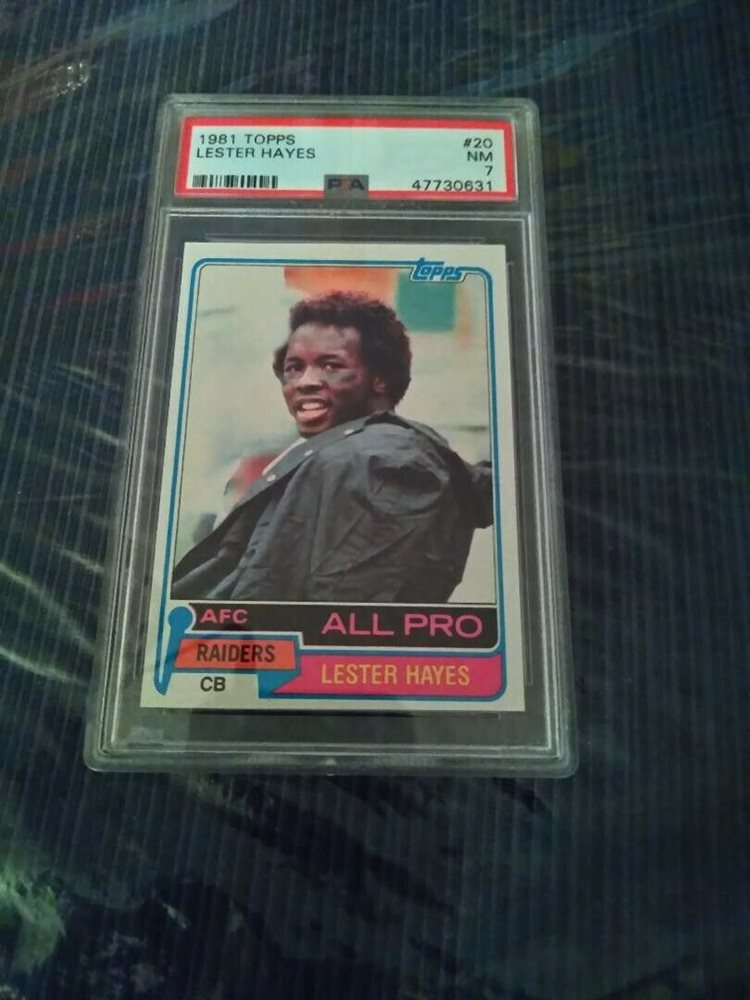 1981 TOPPS #20
LESTER HAYES NM
7
PSA 47730631
topps
AFC ALL PRO
RAIDERS
LESTER HAYES
CB